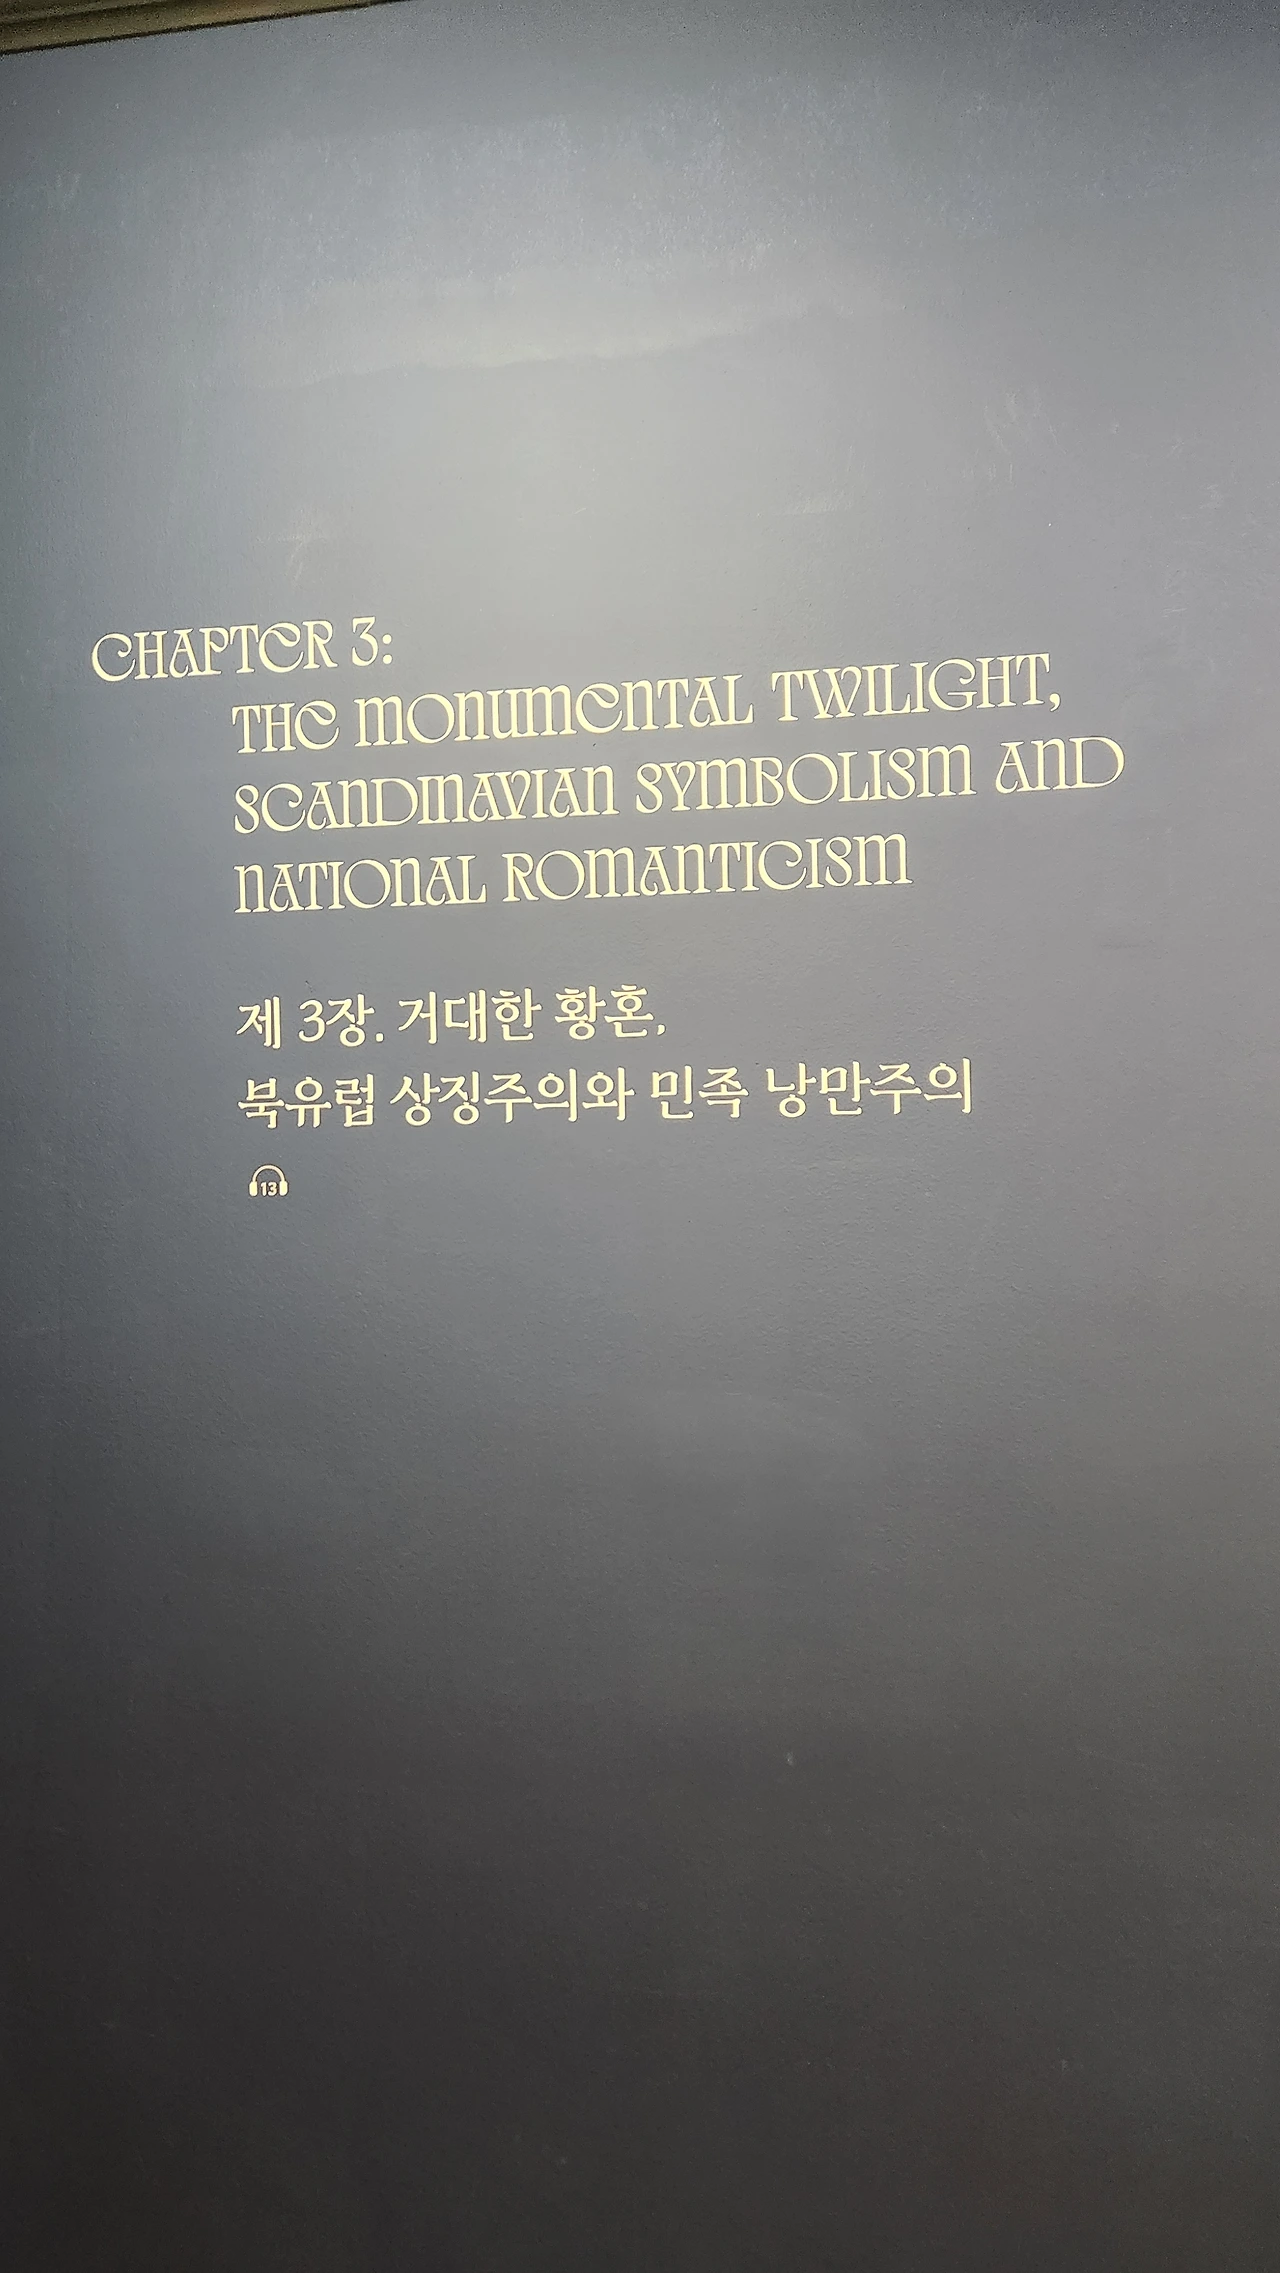 CHAPTER 3:
THE MONUMENTAL TWILIGHT,
SCANDINAVIAN SYMBOLISM AND
NATIONAL ROMANTICISM
제 3장. 거대한 황혼,
북유럽 상징주의와 민족 낭만주의
13